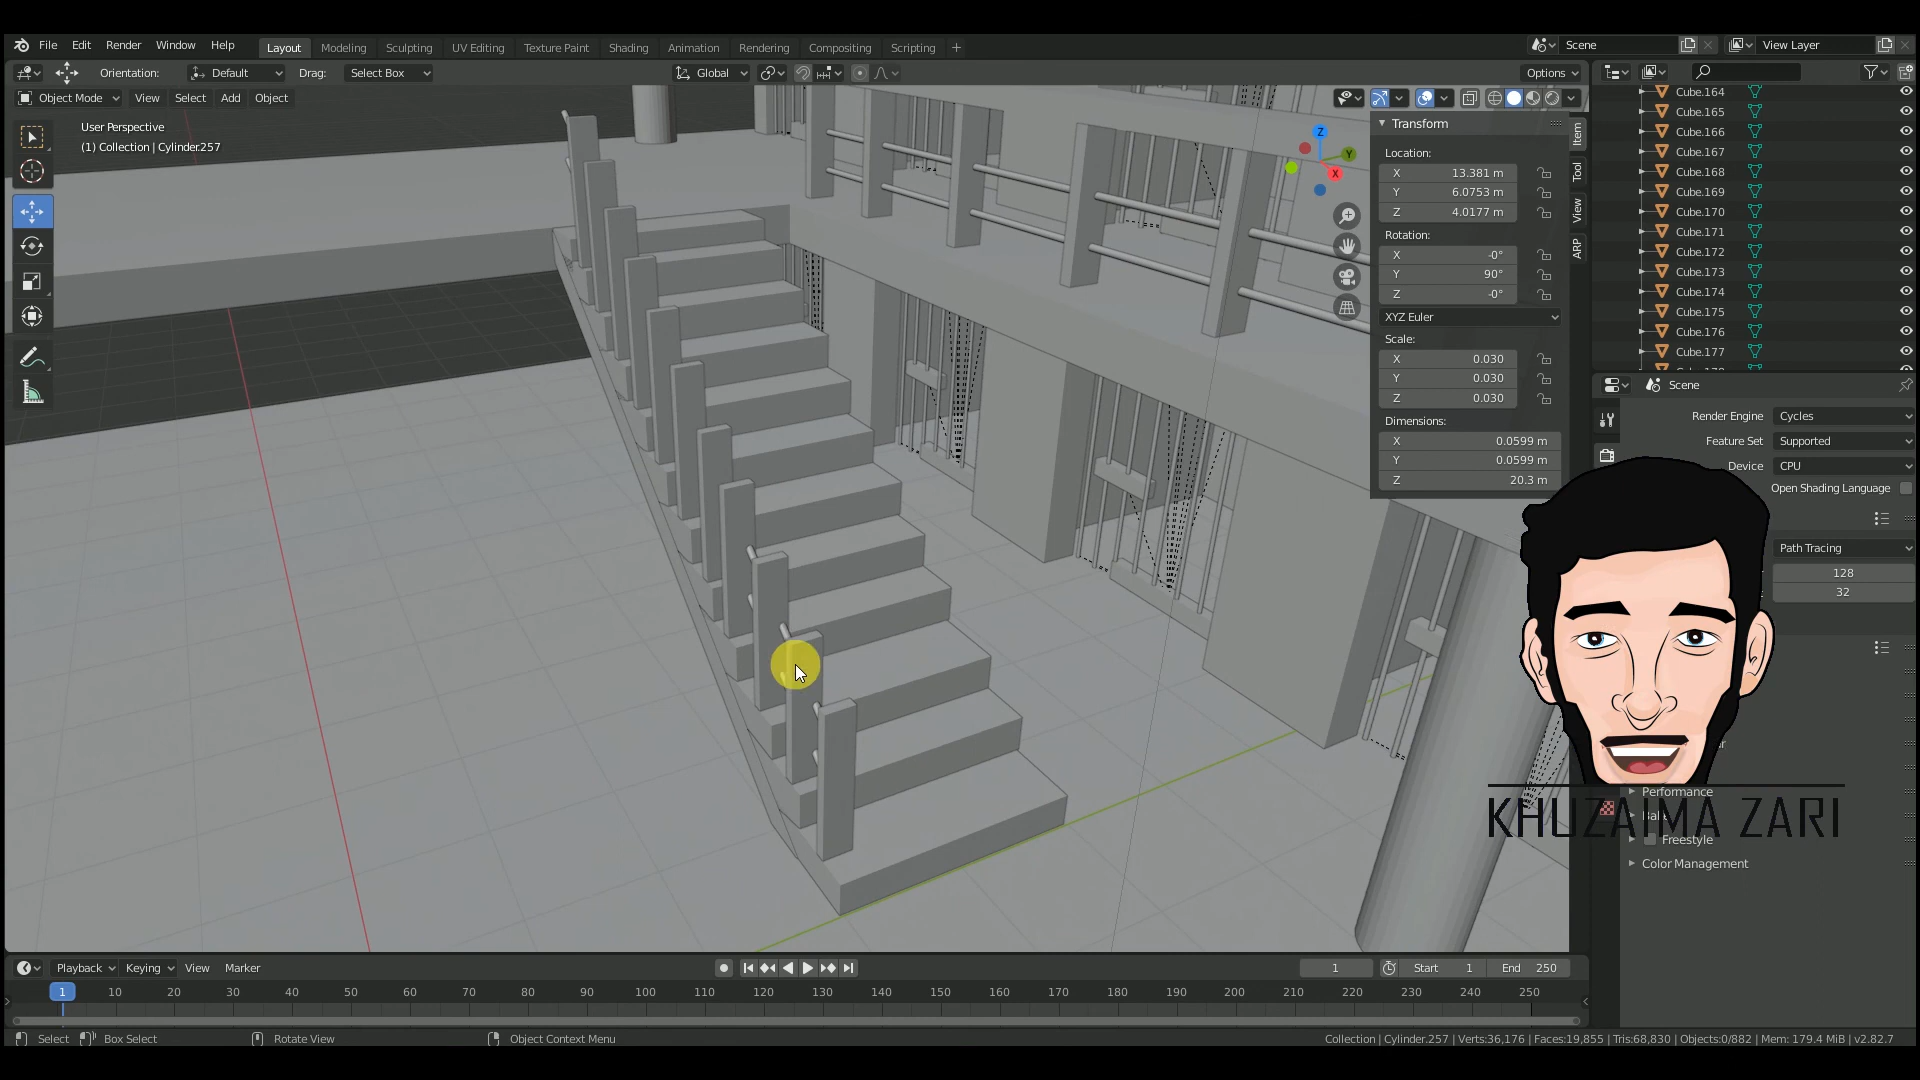 File Edit Render Window Help Layout Modeling Sculpting UV Editing Texture Paint Shading Animation Rendering Compositing Scripting + Scene View Layer
Orientation: Default Drag: Select Box Global Options
Object Mode View Select Add Object
User Perspective
(1) Collection | Cylinder.257
Z
Y
X
Transform
Location:
X 13.381 m
Y 6.0753 m
Z 4.0177 m
Rotation:
X -0°
Y 90°
Z -0°
XYZ Euler
Scale:
X 0.030
Y 0.030
Z 0.030
Dimensions:
X 0.0599 m
Y 0.0599 m
Z 20.3 m
Item
Tool
View
ARP
Cube.164
Cube.165
Cube.166
Cube.167
Cube.168
Cube.169
Cube.170
Cube.171
Cube.172
Cube.173
Cube.174
Cube.175
Cube.176
Cube.177
Scene
Render Engine Cycles
Feature Set Supported
Device CPU
Open Shading Language
Path Tracing
128
32
Performance
KHUZAIMA ZARI
Freestyle
Color Management
Playback Keying View Marker 1 Start 1 End 250
1 10 20 30 40 50 60 70 80 90 100 110 120 130 140 150 160 170 180 190 200 210 220 230 240 250
Select Box Select Rotate View Object Context Menu Collection | Cylinder.257 | Verts:36,176 | Faces:19,855 | Tris:68,830 | Objects:0/882 | Mem: 179.4 MiB | v2.82.7